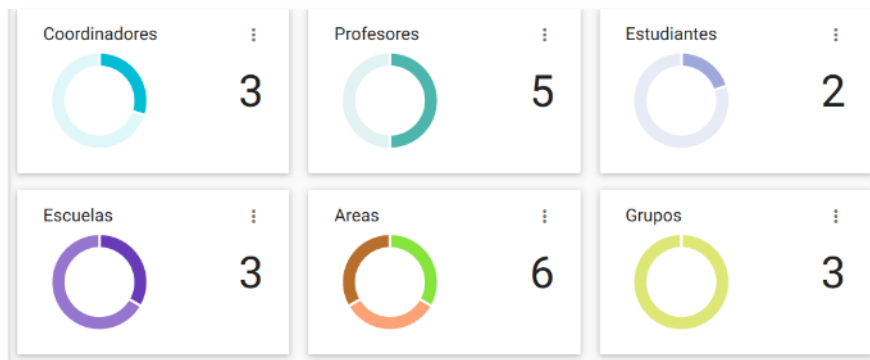 Coordinadores
3
Profesores
5
Estudiantes
2
Escuelas
3
Areas
6
Grupos
3